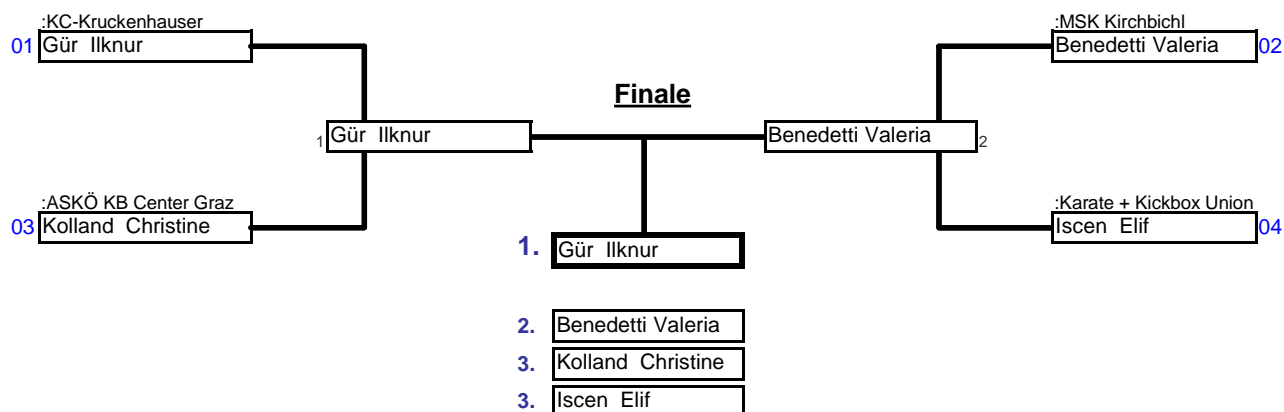 :KC-Kruckenhauser
01 Gür Ilknur
:MSK Kirchbichl
Benedetti Valeria 02
Finale
1 Gür Ilknur
Benedetti Valeria 2
:ASKÖ KB Center Graz
03 Kolland Christine
:Karate + Kickbox Union
Iscen Elif 04
1. Gür Ilknur
2. Benedetti Valeria
3. Kolland Christine
3. Iscen Elif